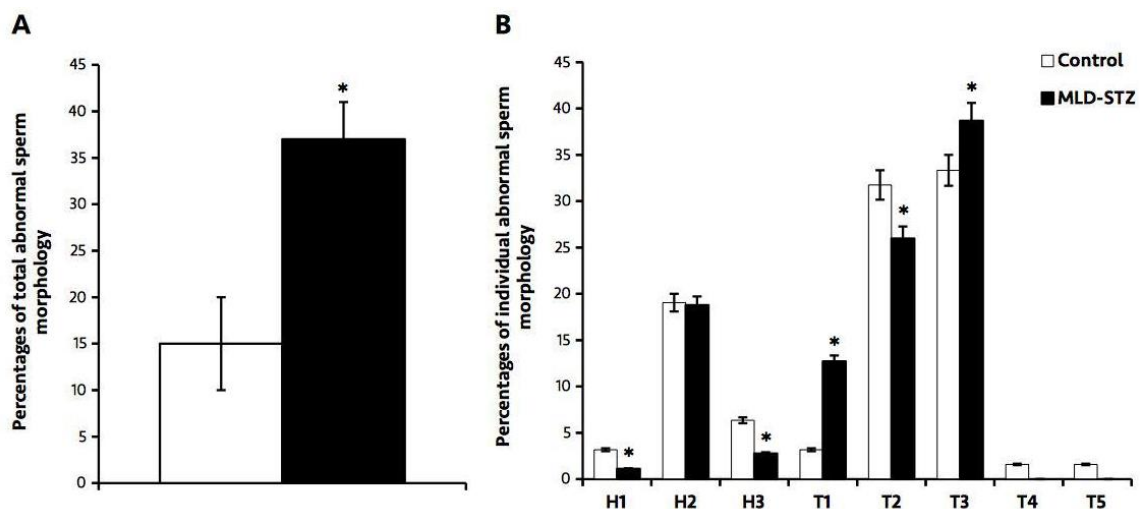 A
Percentages of total abnormal sperm
morphology
45
40
35
30
25
20
15
10
5
0
*
B
Percentages of individual abnormal sperm
morphology
45
40
35
30
25
20
15
10
5
0
* * * * *
H1 H2 H3 T1 T2 T3 T4 T5
Control
MLD-STZ